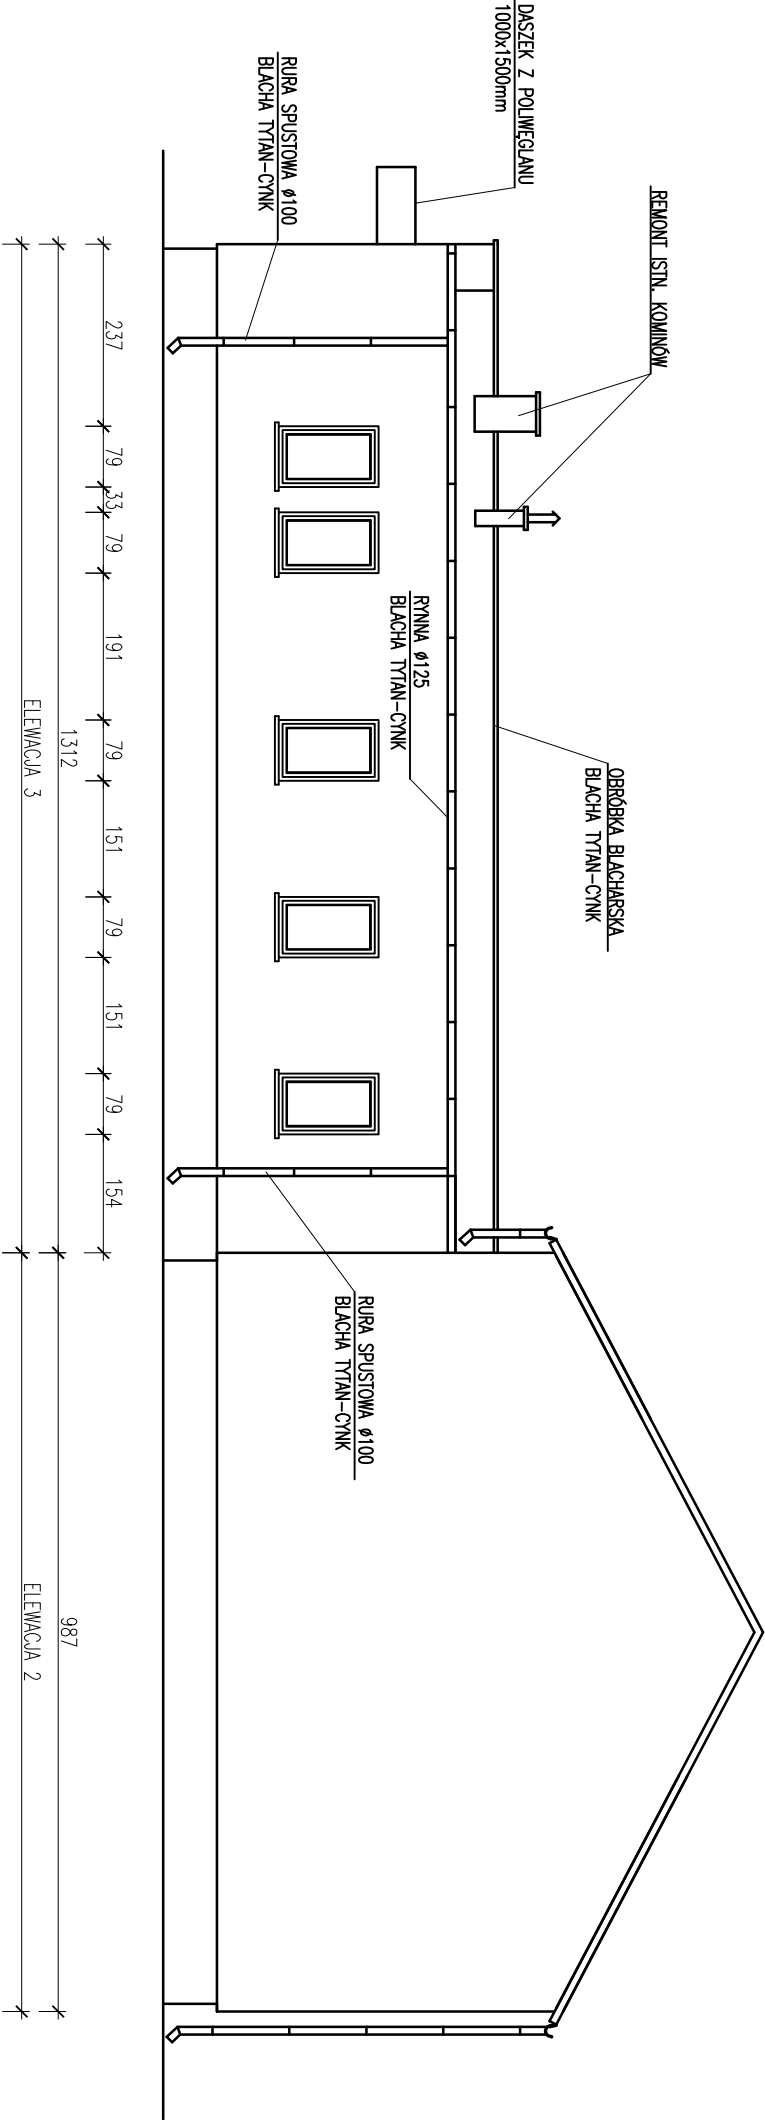 DASZEK Z POLIWĘGLANU
1000x1500mm
REMONT ISTN. KOMINÓW
RURA SPUSTOWA ø100
BLACHA TYTAN-CYNK
OBRÓBKA BLACHARSKA
BLACHA TYTAN-CYNK
RYNNA ø125
BLACHA TYTAN-CYNK
RURA SPUSTOWA ø100
BLACHA TYTAN-CYNK
237 79 33 79 191 79 151 79 151 79 154
1312 987
ELEWACJA 3 ELEWACJA 2